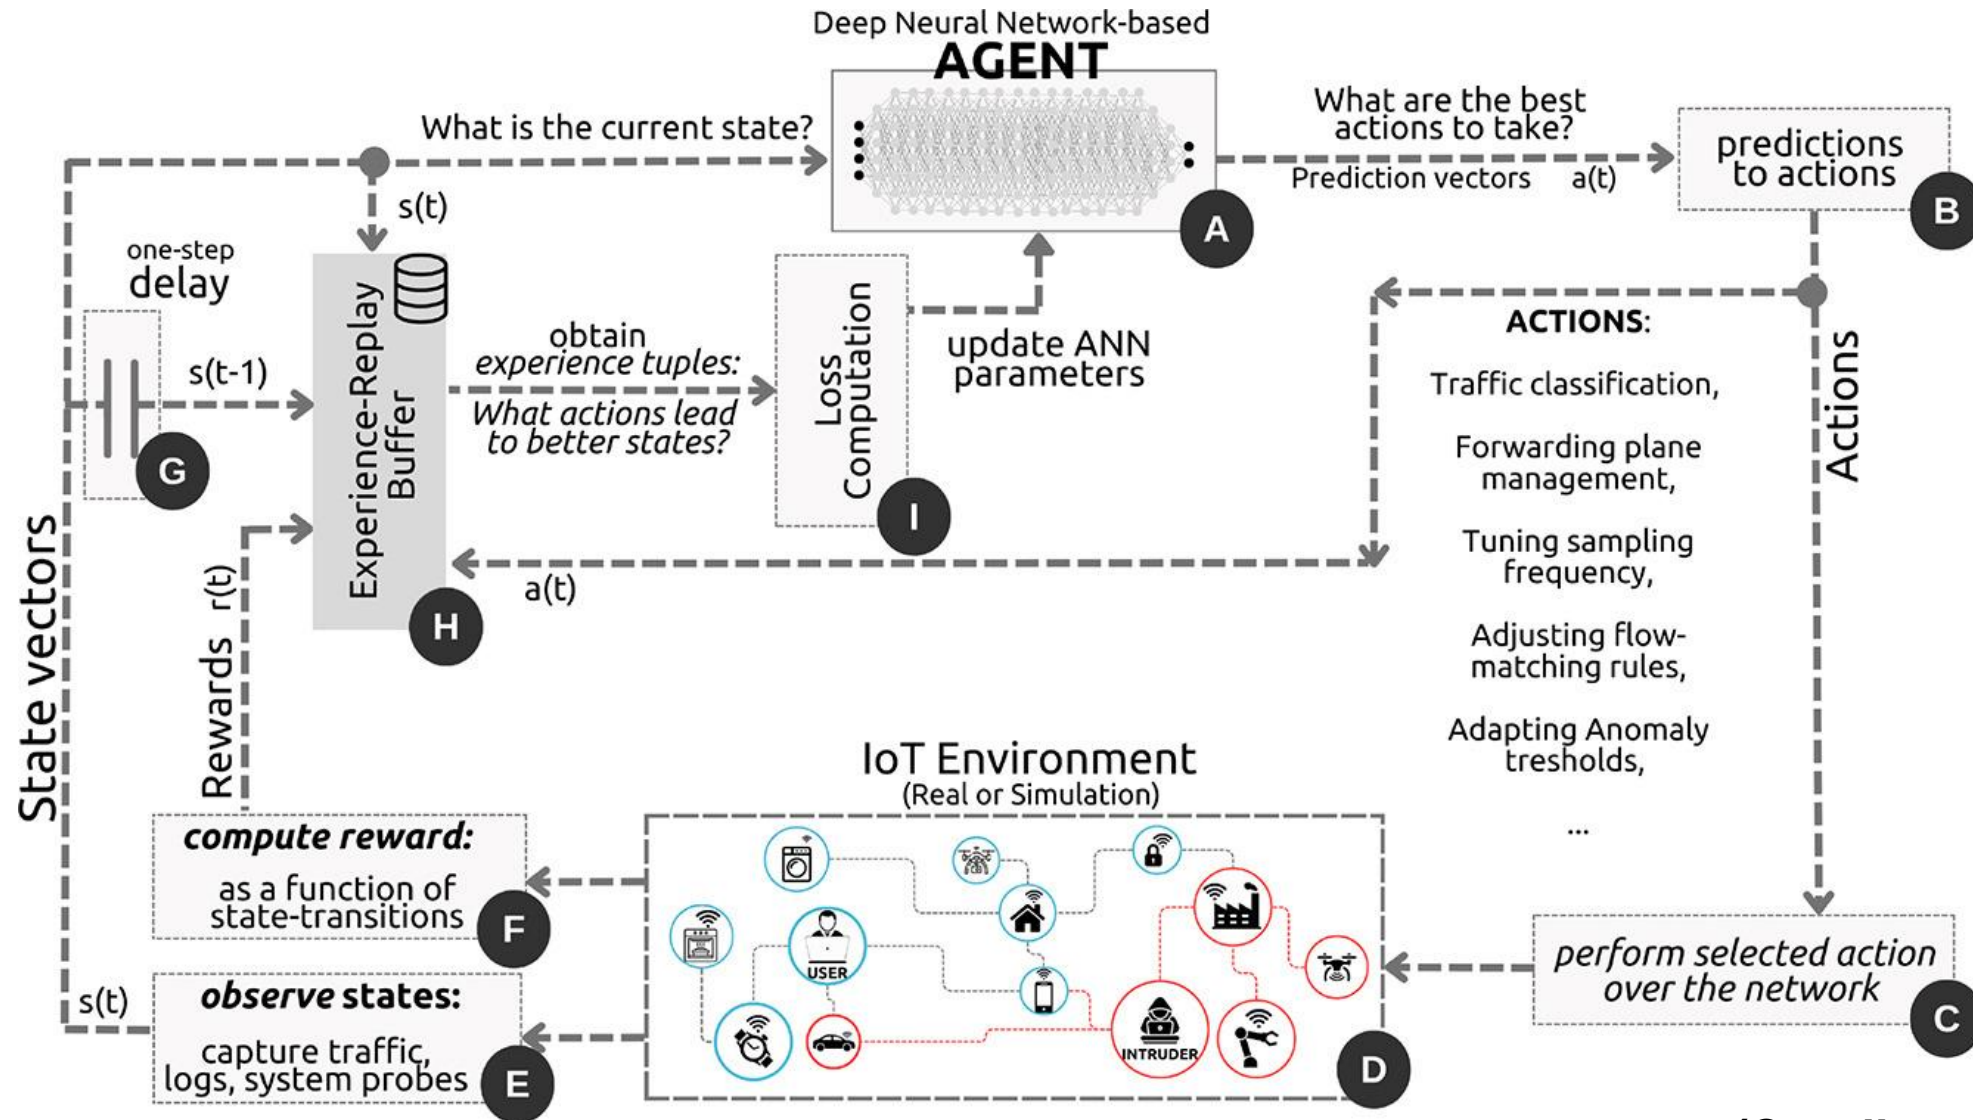 Deep Neural Network-based
AGENT
What is the current state?
What are the best
actions to take?
Prediction vectors a(t)
predictions
to actions
A
B
s(t)
one-step
delay
s(t-1)
G
Experience-Replay
Buffer
H
obtain
experience tuples:
What actions lead
to better states?
Loss
Computation
I
update ANN
parameters
a(t)
ACTIONS:
Traffic classification,
Forwarding plane
management,
Tuning sampling
frequency,
Adjusting flow-
matching rules,
Adapting Anomaly
tresholds,
...
Actions
State vectors
Rewards r(t)
compute reward:
as a function of
state-transitions
F
s(t)
observe states:
capture traffic,
logs, system probes
E
IoT Environment
(Real or Simulation)
USER
INTRUDER
D
perform selected action
over the network
C